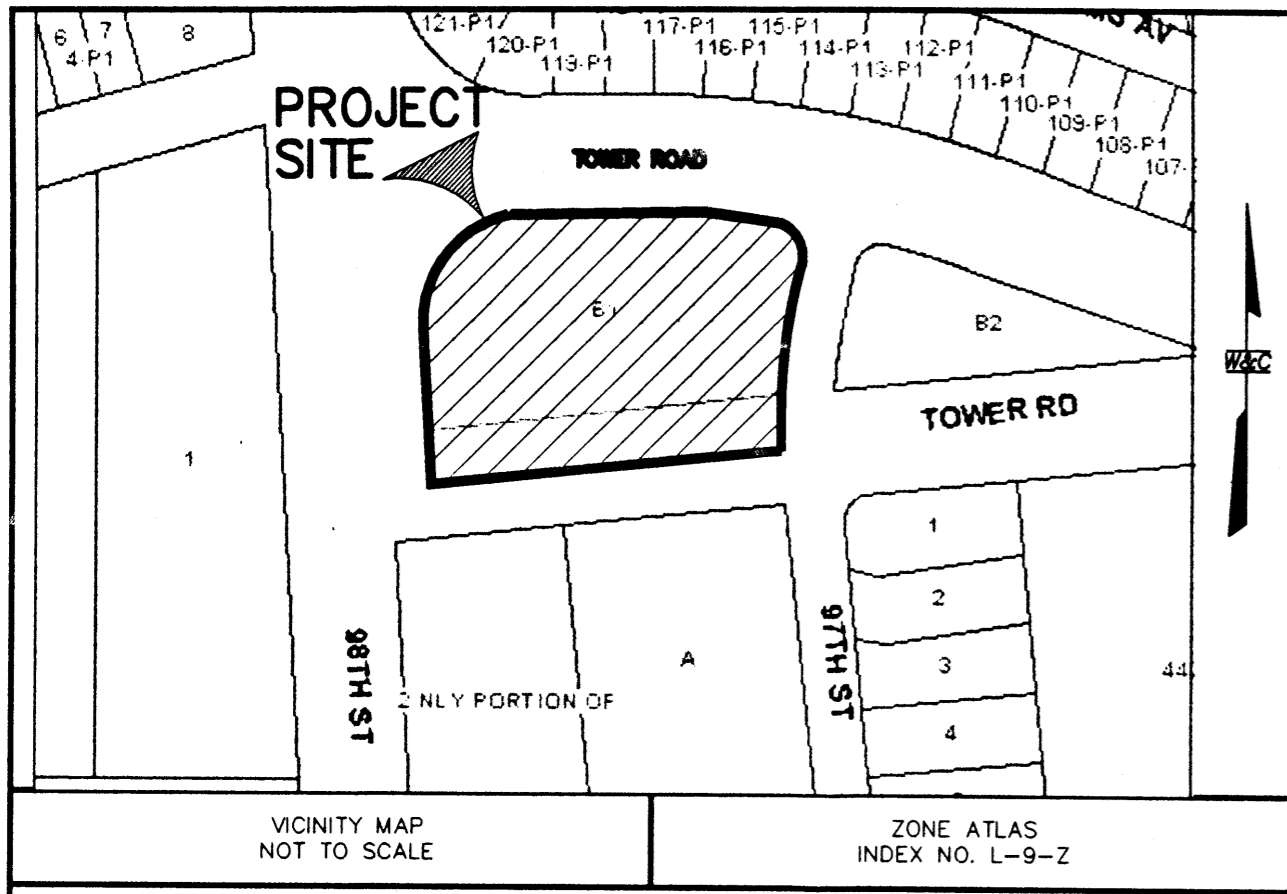 6
7
8
4-P1
121-P1
120-P1
119-P1
117-P1
116-P1
115-P1
114-P1
113-P1
112-P1
111-P1
110-P1
109-P1
108-P1
107-
AV
PROJECT
SITE
TOWER ROAD
B2
W&C
TOWER RD
1
1
2
3
4
44
A
NLY PORTION OF
98TH ST
97TH ST
VICINITY MAP
NOT TO SCALE
ZONE ATLAS
INDEX NO. L-9-Z